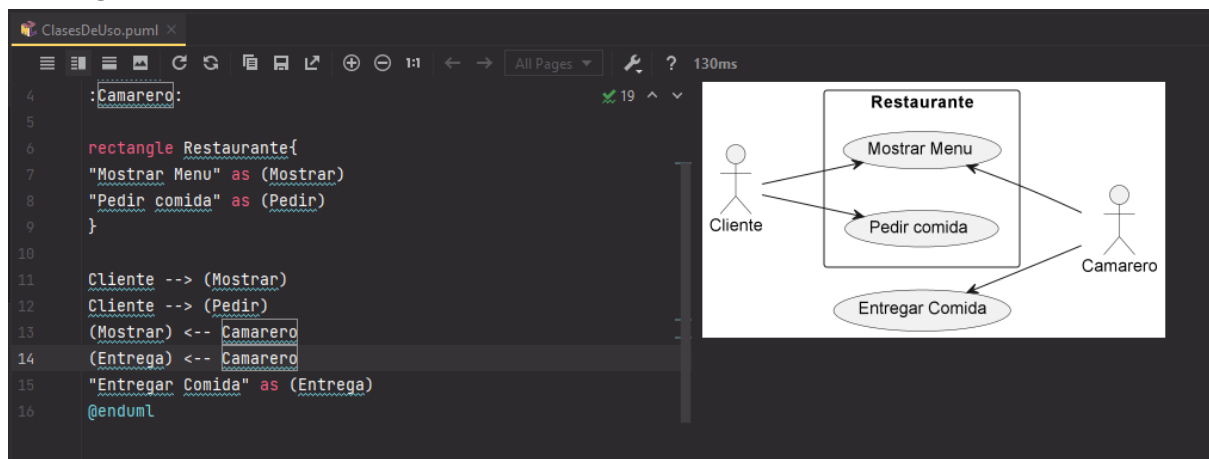 ClasesDeUso.puml
1:1 All Pages ? 130ms
4 :Camarero: 19
5
6 rectangle Restaurante{
7 "Mostrar Menu" as (Mostrar)
8 "Pedir comida" as (Pedir)
9 }
10
11 Cliente --> (Mostrar)
12 Cliente --> (Pedir)
13 (Mostrar) <-- Camarero
14 (Entrega) <-- Camarero
15 "Entregar Comida" as (Entrega)
16 @enduml
Restaurante
Mostrar Menu
Cliente
Pedir comida
Camarero
Entregar Comida